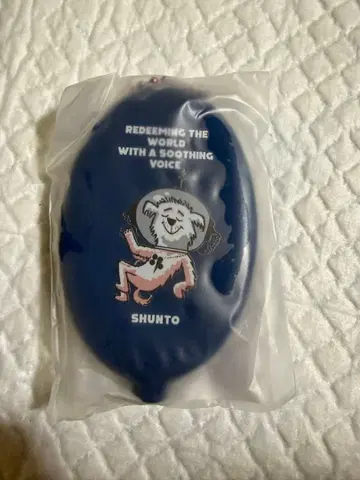 REDEEMING THE
WORLD
WITH A SOOTHING
VOICE
SHUNTO